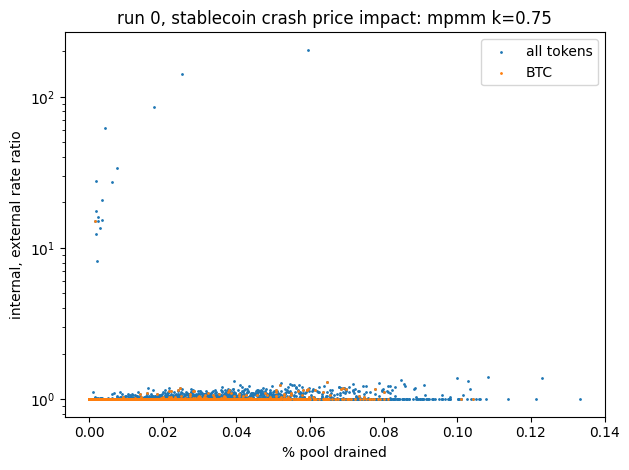 run 0, stablecoin crash price impact: mpmm k=0.75
all tokens
BTC
internal, external rate ratio
10²
10¹
10⁰
0.00 0.02 0.04 0.06 0.08 0.10 0.12 0.14
% pool drained